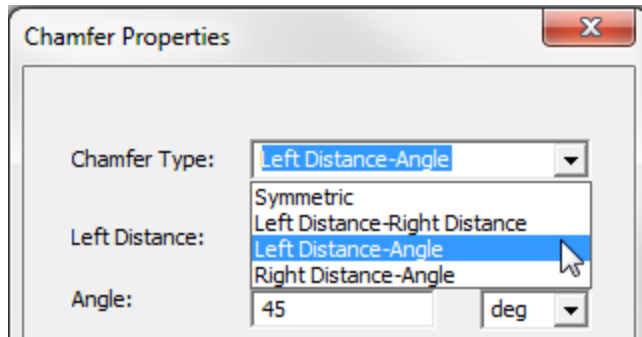 Chamfer Properties
Chamfer Type: Left Distance-Angle
Symmetric
Left Distance-Right Distance
Left Distance: Left Distance-Angle
Right Distance-Angle
Angle: 45 deg